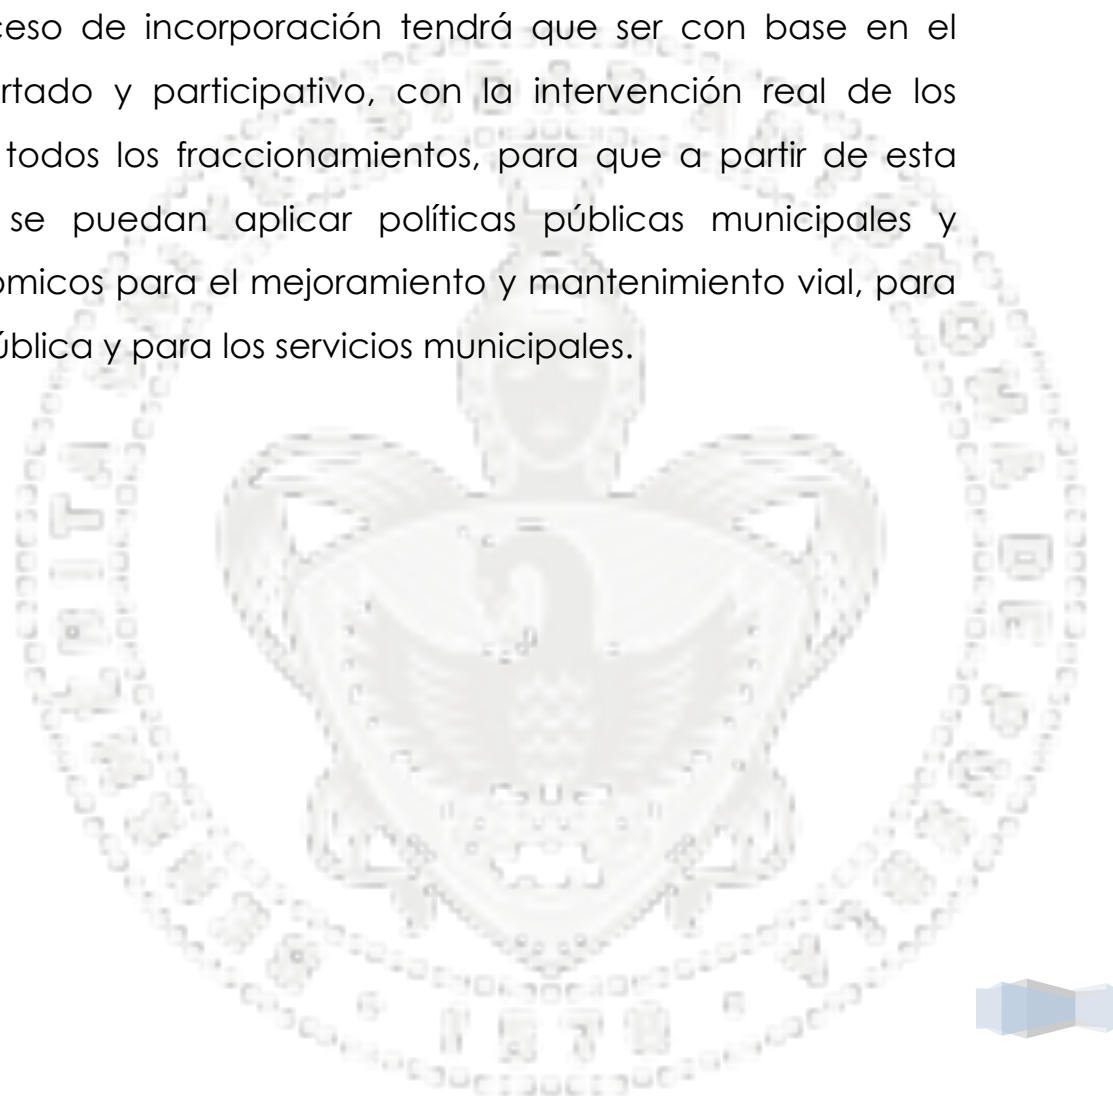 ceso de incorporación tendrá que ser con base en el
rtado y participativo, con la intervención real de los
todos los fraccionamientos, para que a partir de esta
se puedan aplicar políticas públicas municipales y
ómicos para el mejoramiento y mantenimiento vial, para
ública y para los servicios municipales.